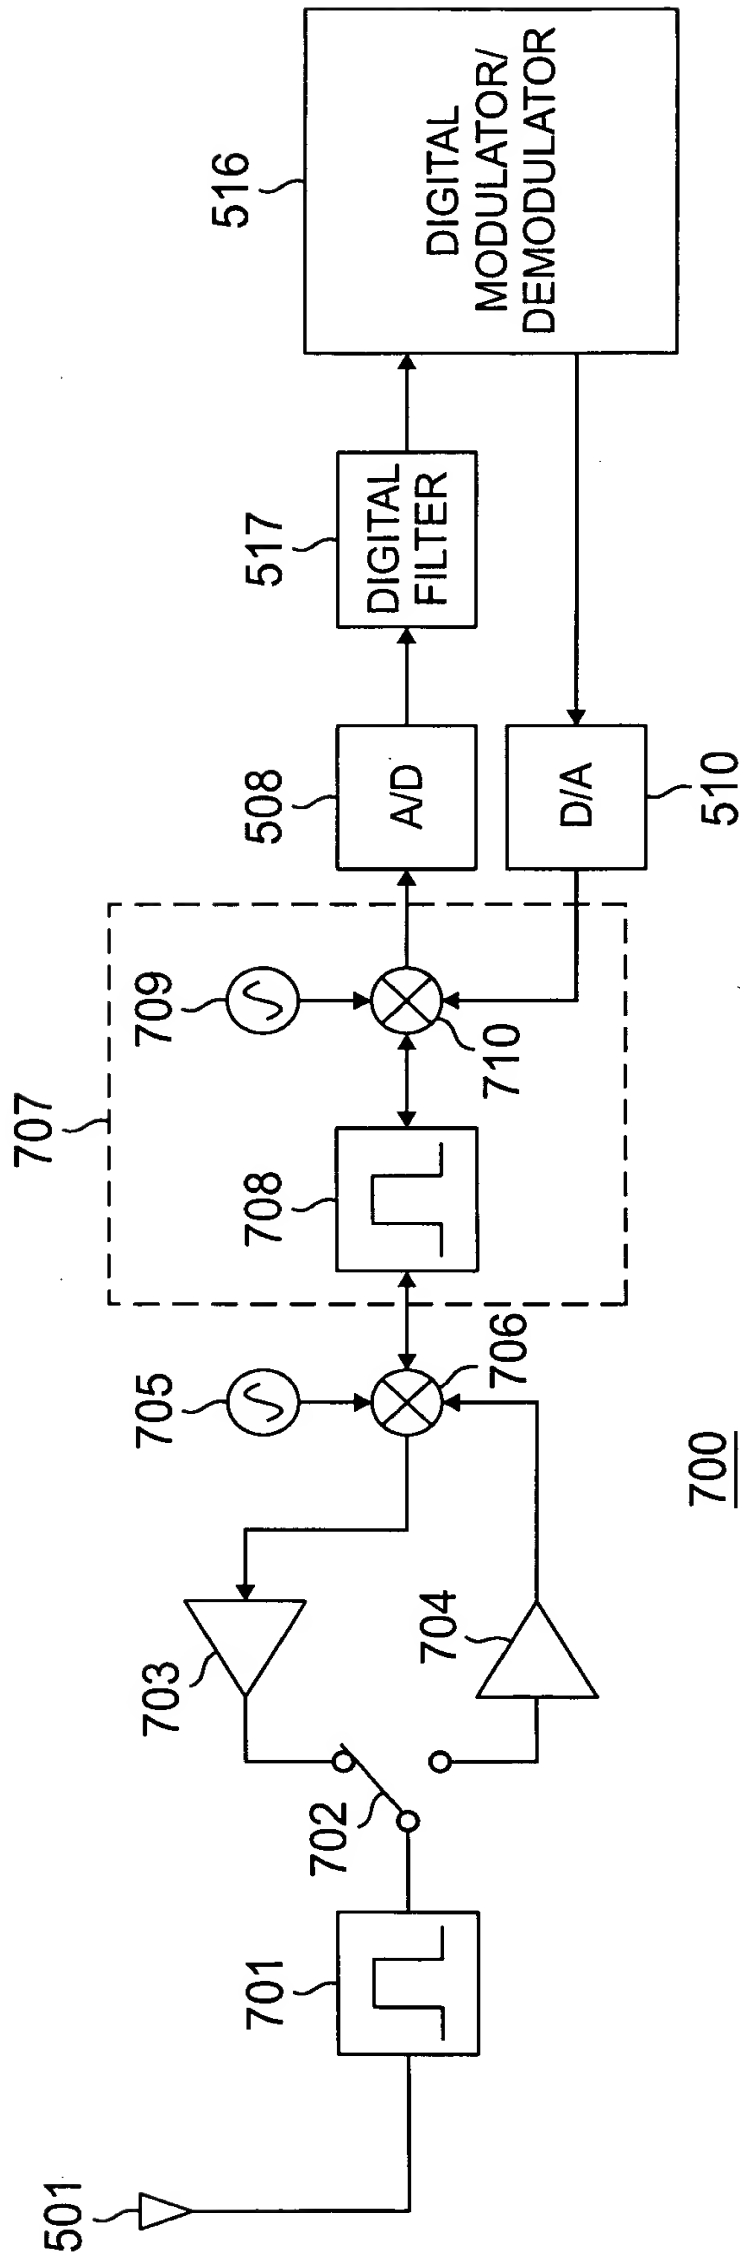 501
701
702
703
704
705
706
707
708
709
710
508
A/D
D/A
510
517
DIGITAL
FILTER
516
DIGITAL
MODULATOR/
DEMODULATOR
700